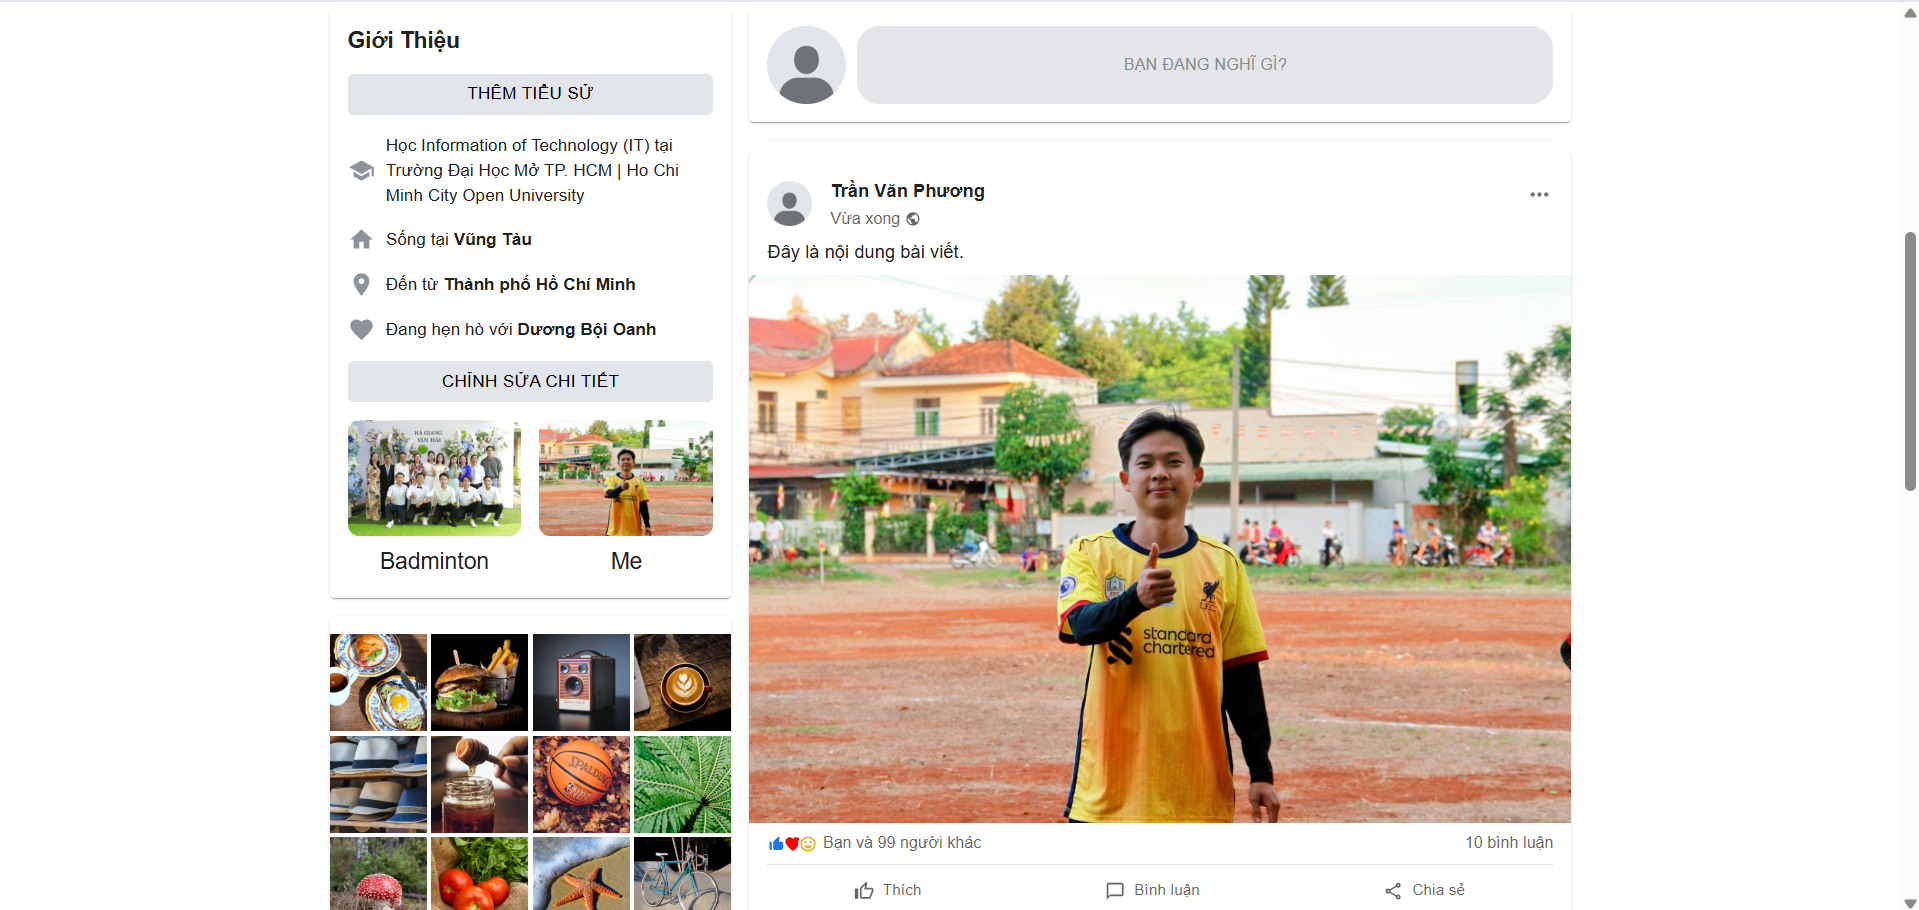 Giới Thiệu
THÊM TIỂU SỬ
Học Information of Technology (IT) tại
Trường Đại Học Mở TP. HCM | Ho Chi
Minh City Open University
Sống tại Vũng Tàu
Đến từ Thành phố Hồ Chí Minh
Đang hẹn hò với Dương Bội Oanh
CHỈNH SỬA CHI TIẾT
HÀ GIANG
VĂN HẢI
Badminton
Me
SPALDING
BẠN ĐANG NGHĨ GÌ?
Trần Văn Phương
Vừa xong
Đây là nội dung bài viết.
L.F.C.
standard
chartered
Bạn và 99 người khác
10 bình luận
Thích
Bình luận
Chia sẻ